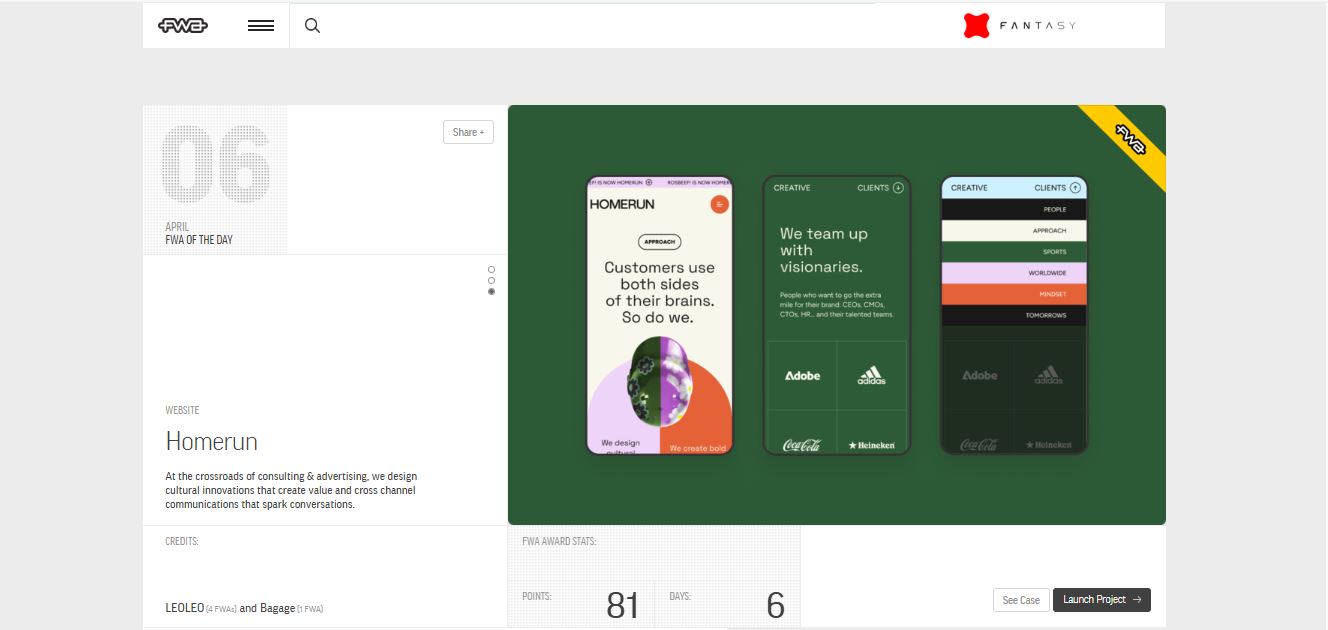 FWA
FANTASY
06
APRIL
FWA OF THE DAY
Share +
WEBSITE
Homerun
At the crossroads of consulting & advertising, we design
cultural innovations that create value and cross channel
communications that spark conversations.
CREDITS:
LEOLEO (4 FWAs) and Bagage (1 FWA)
FWA
! IS NOW HOMERUN
ROSBEEF! IS NOW HOMER
HOMERUN
APPROACH
Customers use
both sides
of their brains.
So do we.
We design
cultural
We create bold
CREATIVE CLIENTS
We team up
with
visionaries.
People who want to go the extra
mile for their brand: CEOs, CMOs,
CTOs, HR... and their talented teams.
Adobe
adidas
Coca-Cola
Heineken
CREATIVE CLIENTS
PEOPLE
APPROACH
SPORTS
WORLDWIDE
MINDSET
TOMORROWS
Adobe
adidas
Coca-Cola
Heineken
FWA AWARD STATS:
POINTS: 81
DAYS: 6
See Case
Launch Project →